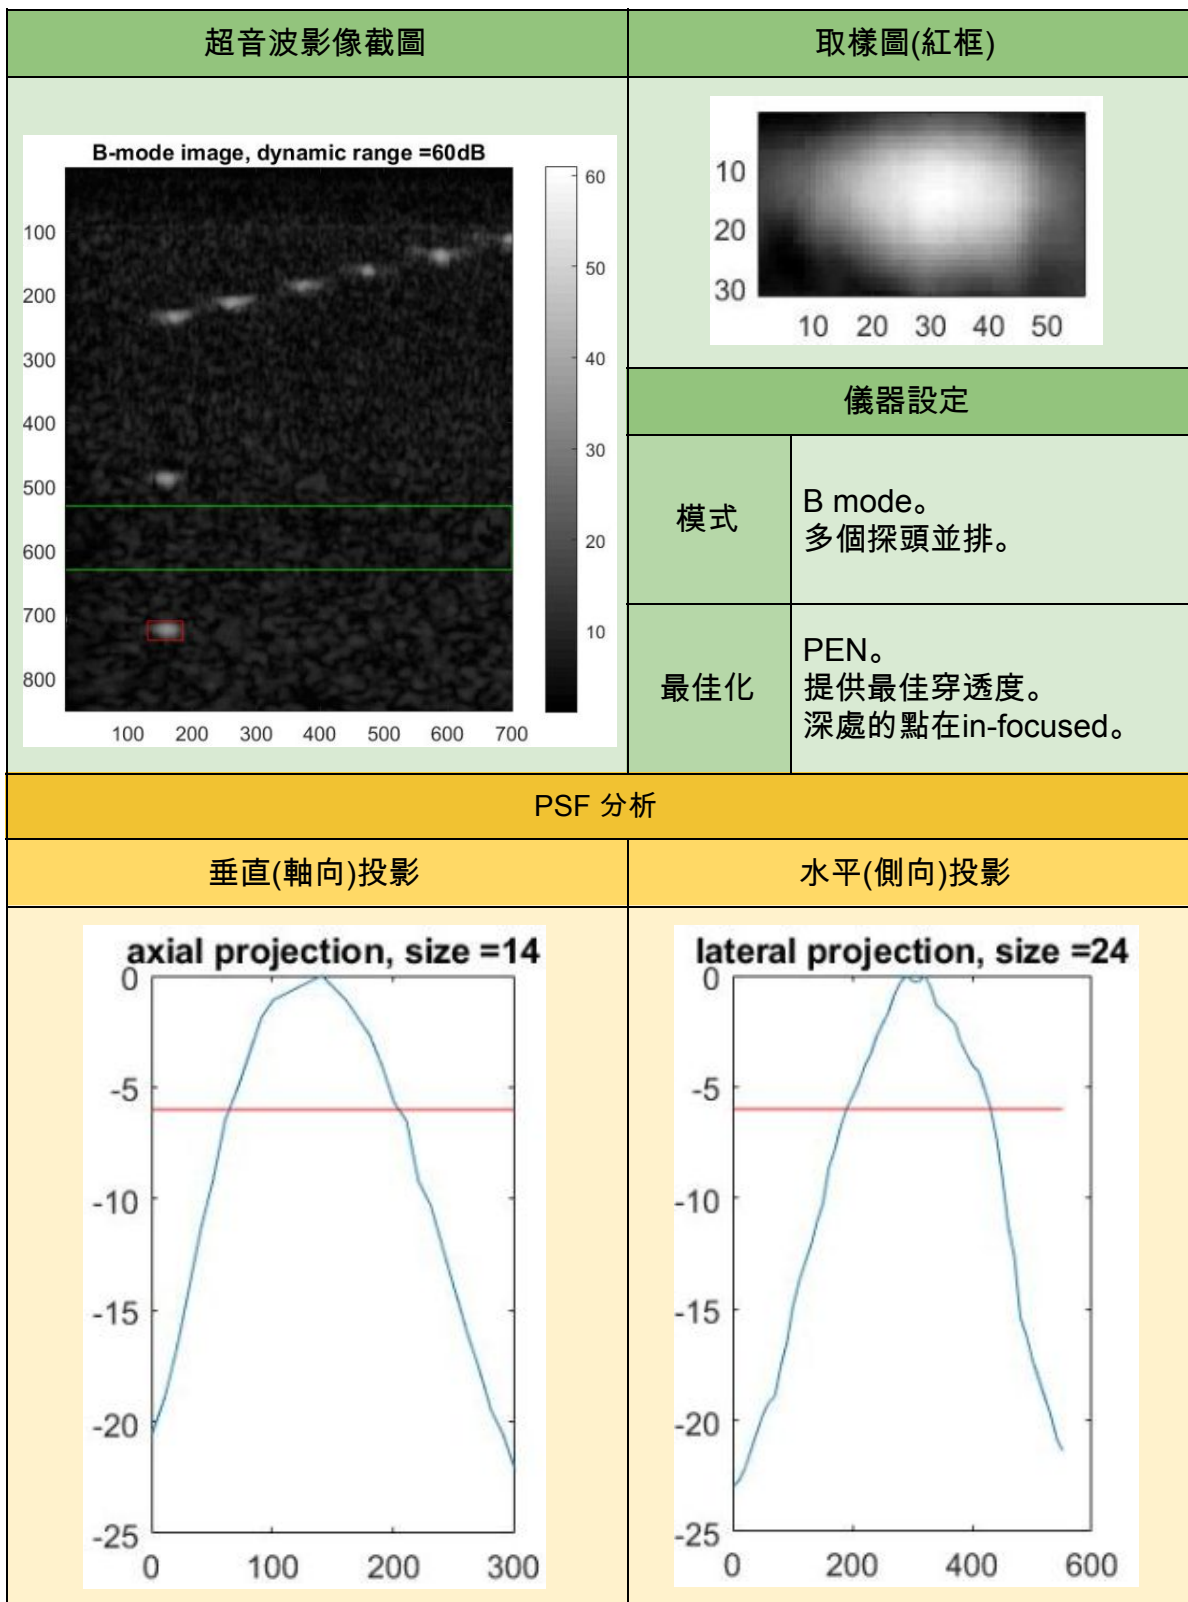 超音波影像截圖
取樣圖(紅框)
B-mode image, dynamic range =60dB
100
200
300
400
500
600
700
800
100 200 300 400 500 600 700
60
50
40
30
20
10
10
20
30
10 20 30 40 50
儀器設定
模式
B mode。
多個探頭並排。
最佳化
PEN。
提供最佳穿透度。
深處的點在in-focused。
PSF 分析
垂直(軸向)投影
水平(側向)投影
axial projection, size =14
0
-5
-10
-15
-20
-25
0 100 200 300
lateral projection, size =24
0
-5
-10
-15
-20
-25
0 200 400 600